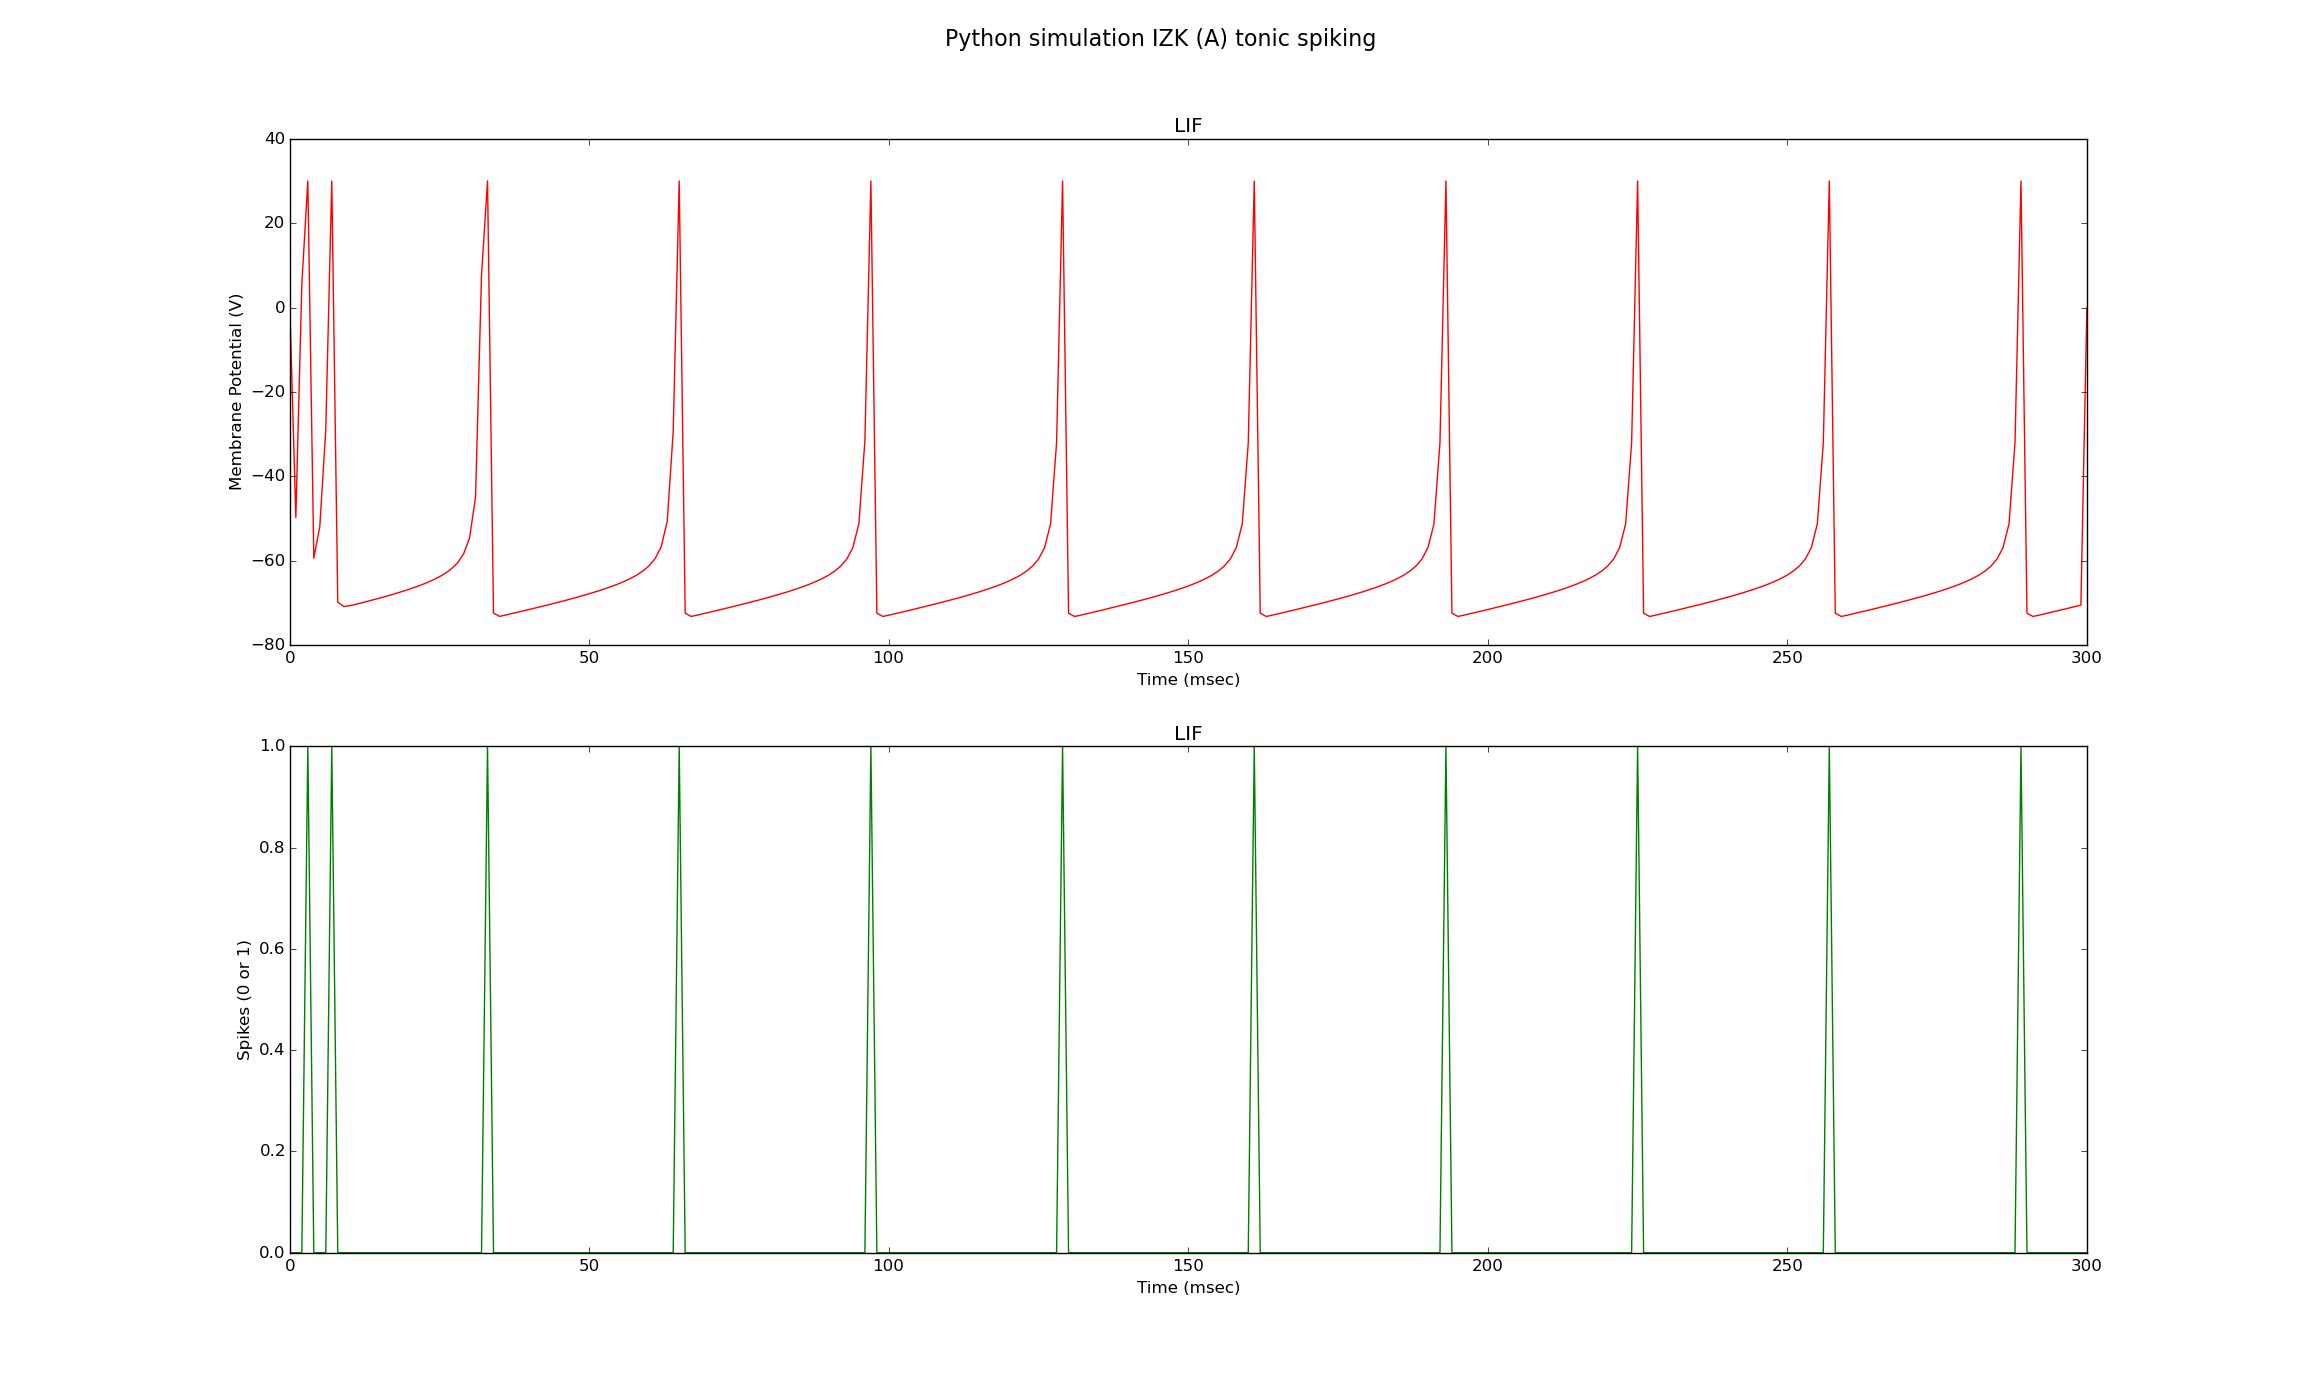 Python simulation IZK (A) tonic spiking
LIF
40
20
0
−20
−40
−60
−80
Membrane Potential (V)
0 50 100 150 200 250 300
Time (msec)
LIF
1.0
0.8
0.6
0.4
0.2
0.0
Spikes (0 or 1)
0 50 100 150 200 250 300
Time (msec)